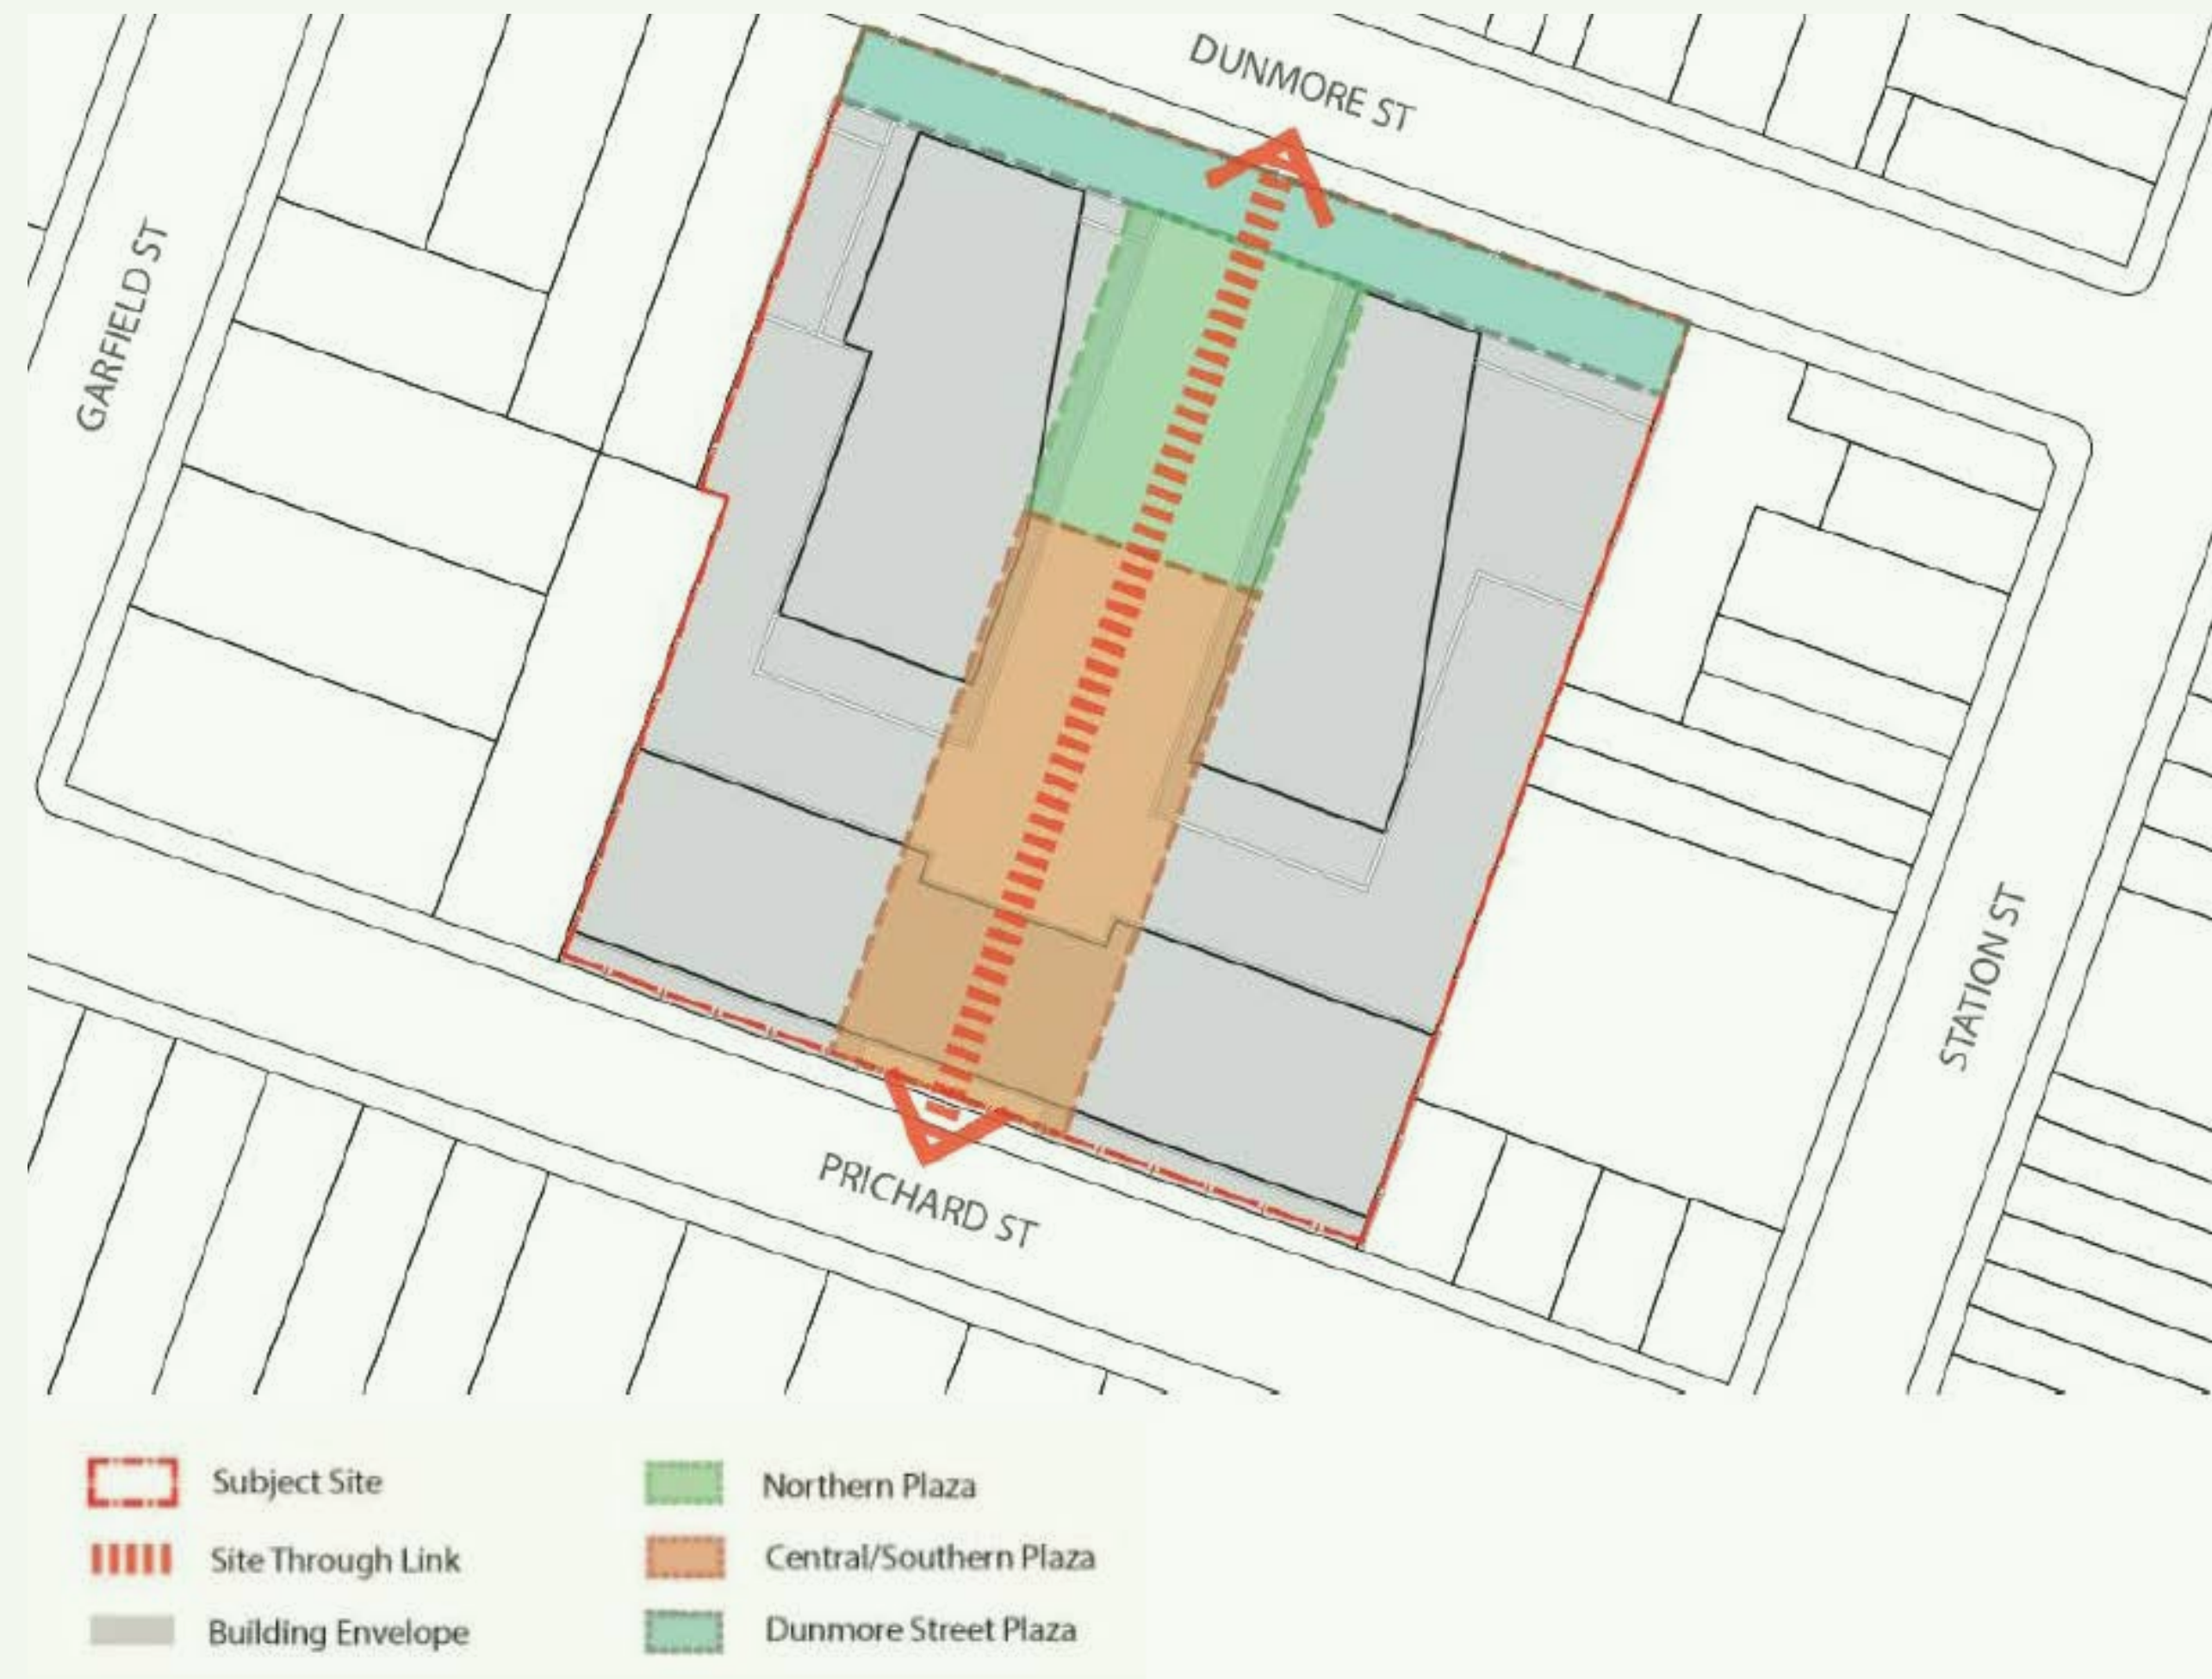 DUNMORE ST
GARFIELD ST
STATION ST
PRICHARD ST
Subject Site
Site Through Link
Building Envelope
Northern Plaza
Central/Southern Plaza
Dunmore Street Plaza